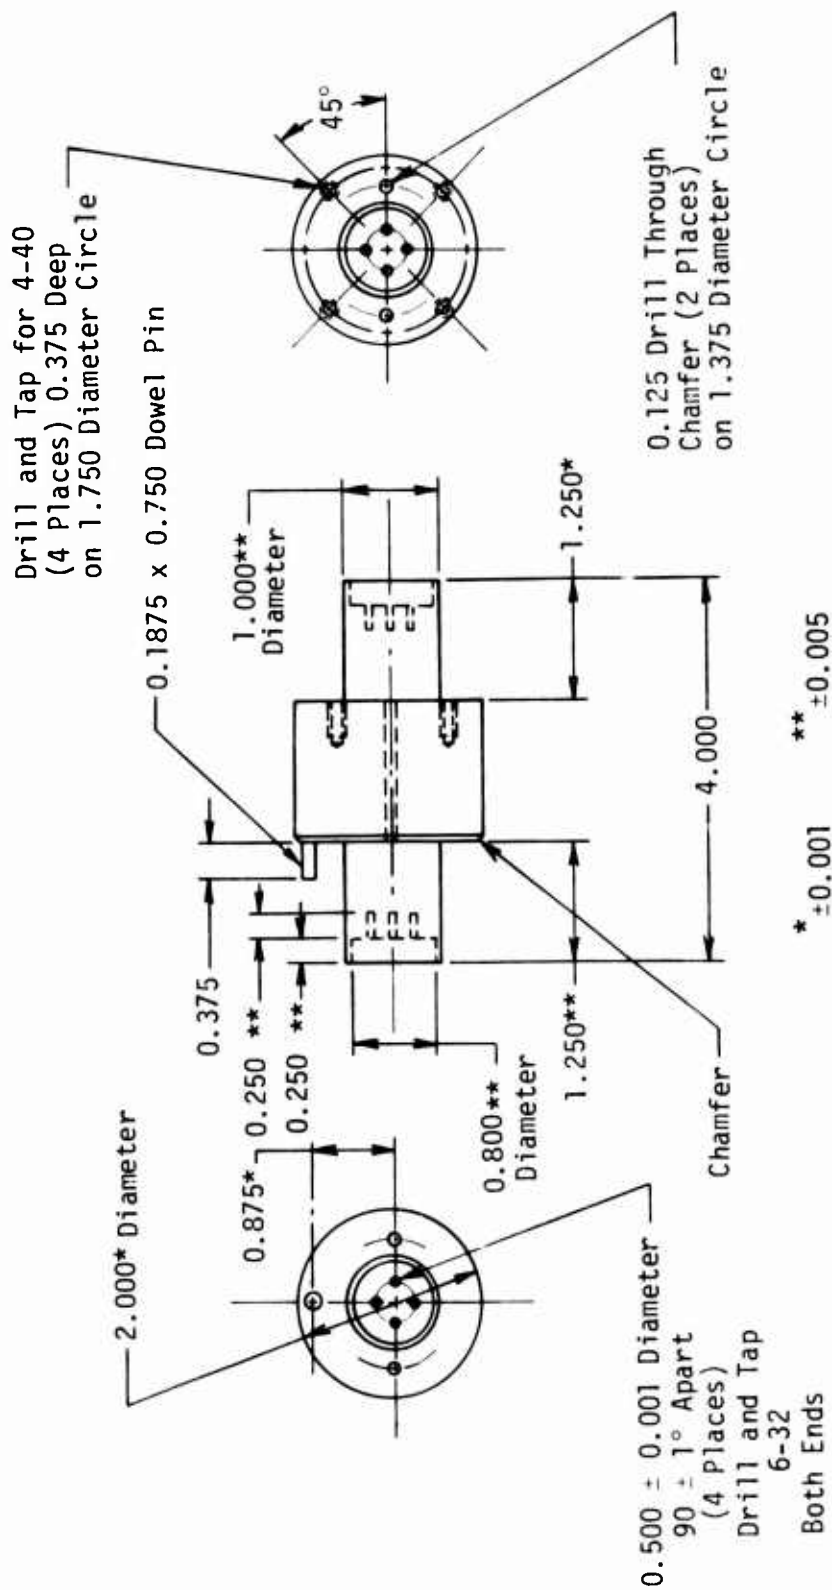 Drill and Tap for 4-40
(4 Places) 0.375 Deep
on 1.750 Diameter Circle
0.1875 x 0.750 Dowel Pin
45°
0.125 Drill Through
Chamfer (2 Places)
on 1.375 Diameter Circle
1.000**
Diameter
1.250*
4.000
0.375
0.250 **
0.250 **
0.800**
Diameter
1.250**
Chamfer
2.000* Diameter
0.875*
0.500 ± 0.001 Diameter
90 ± 1° Apart
(4 Places)
Drill and Tap
6-32
Both Ends
* ±0.001 ** ±0.005